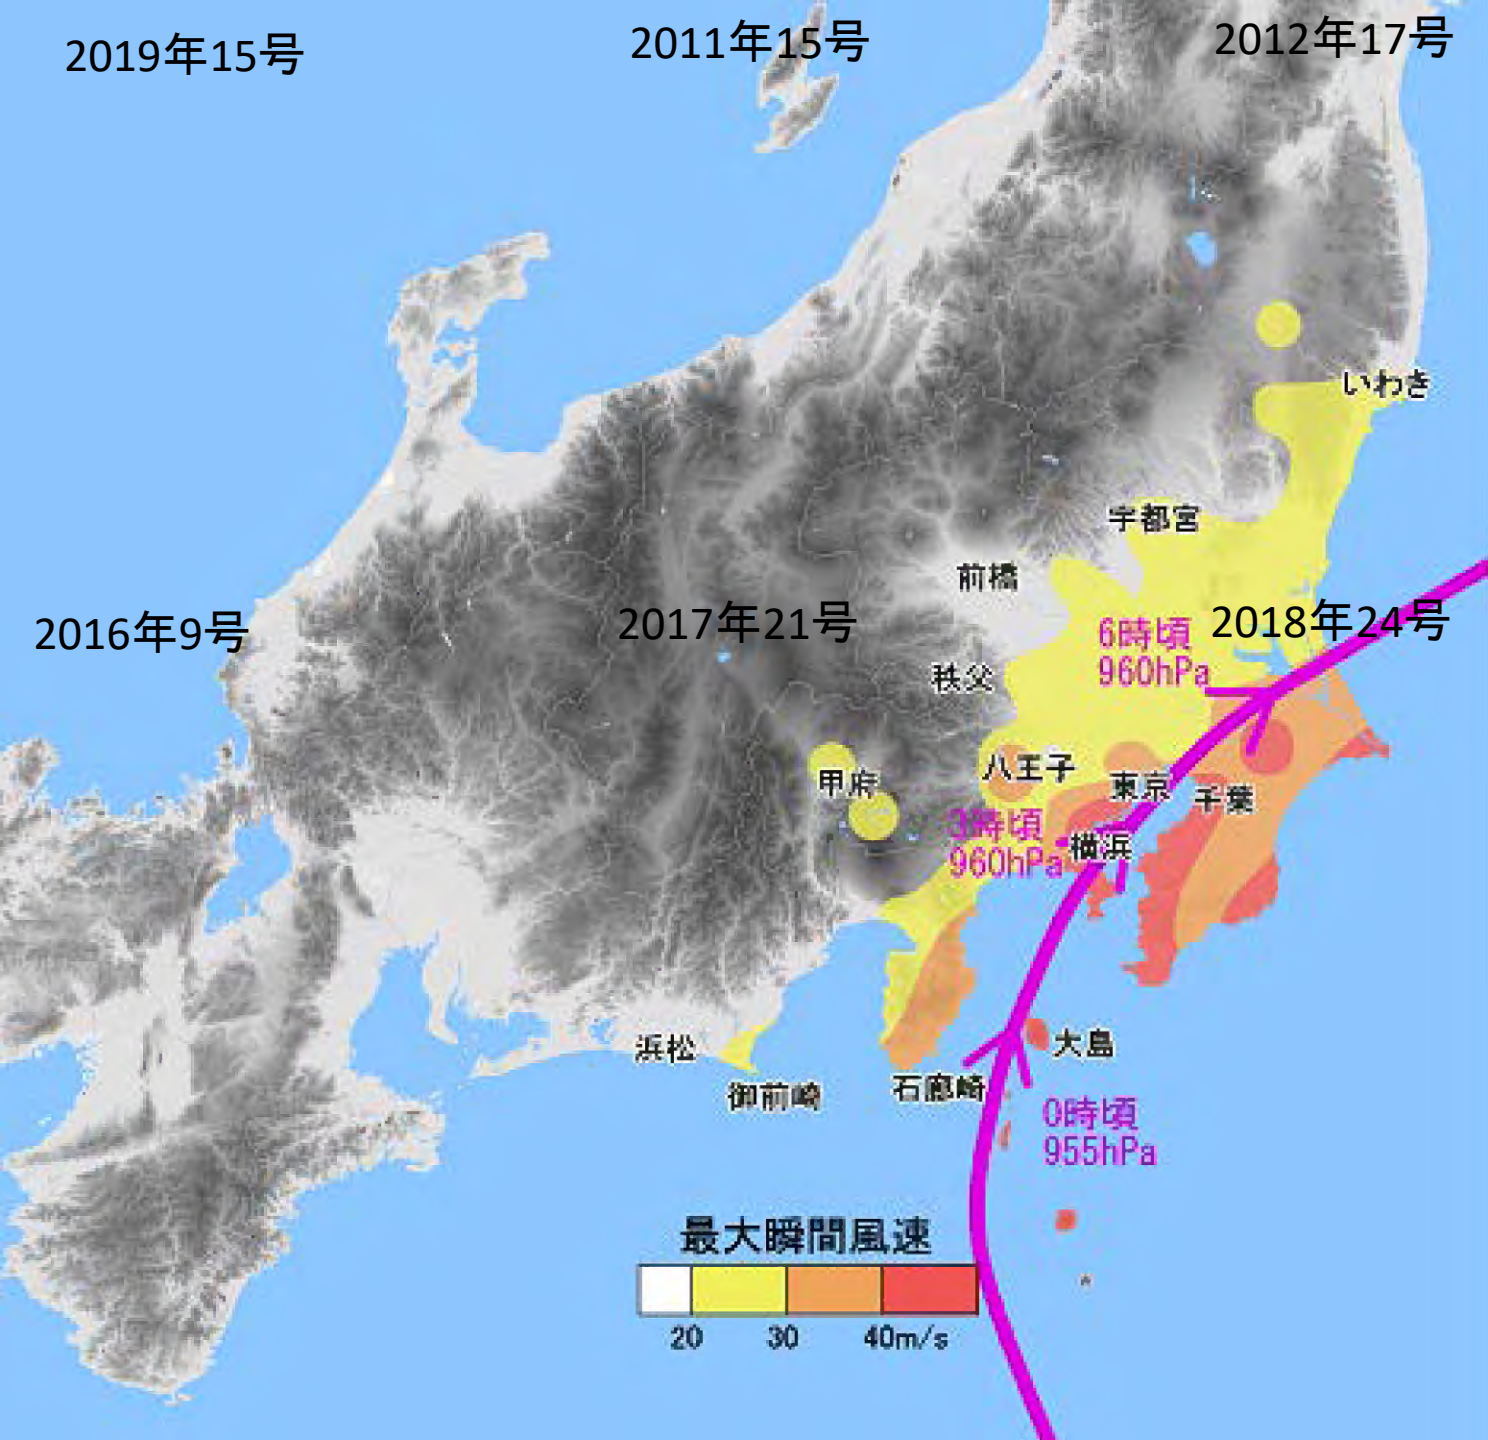 2019年15号
2011年15号
2012年17号
いわき
宇都宮
前橋
2016年9号
2017年21号
2018年24号
6時頃
960hPa
秩父
八王子
甲府
東京
千葉
3時頃
960hPa
横浜
浜松
大島
御前崎
石廊崎
0時頃
955hPa
最大瞬間風速
20 30 40m/s